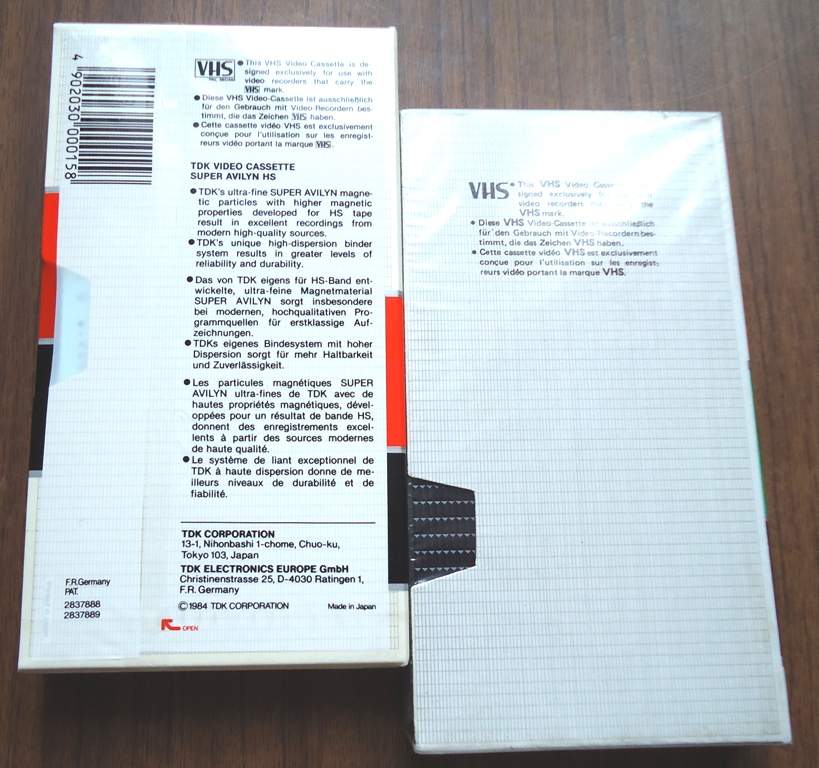 4 902030 000158
VHS
PAL SECAM
● This VHS Video Cassette is de-
signed exclusively for use with
video recorders that carry the
VHS mark.
● Diese VHS Video-Cassette ist ausschließlich
für den Gebrauch mit Video-Recordern bes-
timmt, die das Zeichen VHS haben.
● Cette cassette vidéo VHS est exclusivement
conçue pour l'utilisation sur les enregist-
reurs vidéo portant la marque VHS.
TDK VIDEO CASSETTE
SUPER AVILYN HS
● TDK's ultra-fine SUPER AVILYN magne-
tic particles with higher magnetic
properties developed for HS tape
result in excellent recordings from
modern high-quality sources.
● TDK's unique high-dispersion binder
system results in greater levels of
reliability and durability.
● Das von TDK eigens für HS-Band ent-
wickelte, ultra-feine Magnetmaterial
SUPER AVILYN sorgt insbesondere
bei modernen, hochqualitativen Pro-
grammquellen für erstklassige Auf-
zeichnungen.
● TDKs eigenes Bindesystem mit hoher
Dispersion sorgt für mehr Haltbarkeit
und Zuverlässigkeit.
● Les particules magnétiques SUPER
AVILYN ultra-fines de TDK avec de
hautes propriétés magnétiques, dével-
oppées pour un résultat de bande HS,
donnent des enregistrements excel-
lents à partir des sources modernes
de haute qualité.
● Le système de liant exceptionnel de
TDK à haute dispersion donne de me-
illeurs niveaux de durabilité et de
fiabilité.
TDK CORPORATION
13-1, Nihonbashi 1-chome, Chuo-ku,
Tokyo 103, Japan
TDK ELECTRONICS EUROPE GmbH
Christinenstrasse 25, D-4030 Ratingen 1,
F.R. Germany
© 1984 TDK CORPORATION Made in Japan
F.R.Germany
PAT.
2837888
2837889
OPEN
VHS
● This VHS Video
signed exclusively
video recorders the
VHS mark.
● Diese VHS Video-Cassette ist ausschließlich
für den Gebrauch mit Video Recordern bes-
timmt, die das Zeichen VHS haben.
● Cette cassette vidéo VHS est exclusivement
conçue pour l'utilisation sur les enregist-
reurs vidéo portant la marque VHS.